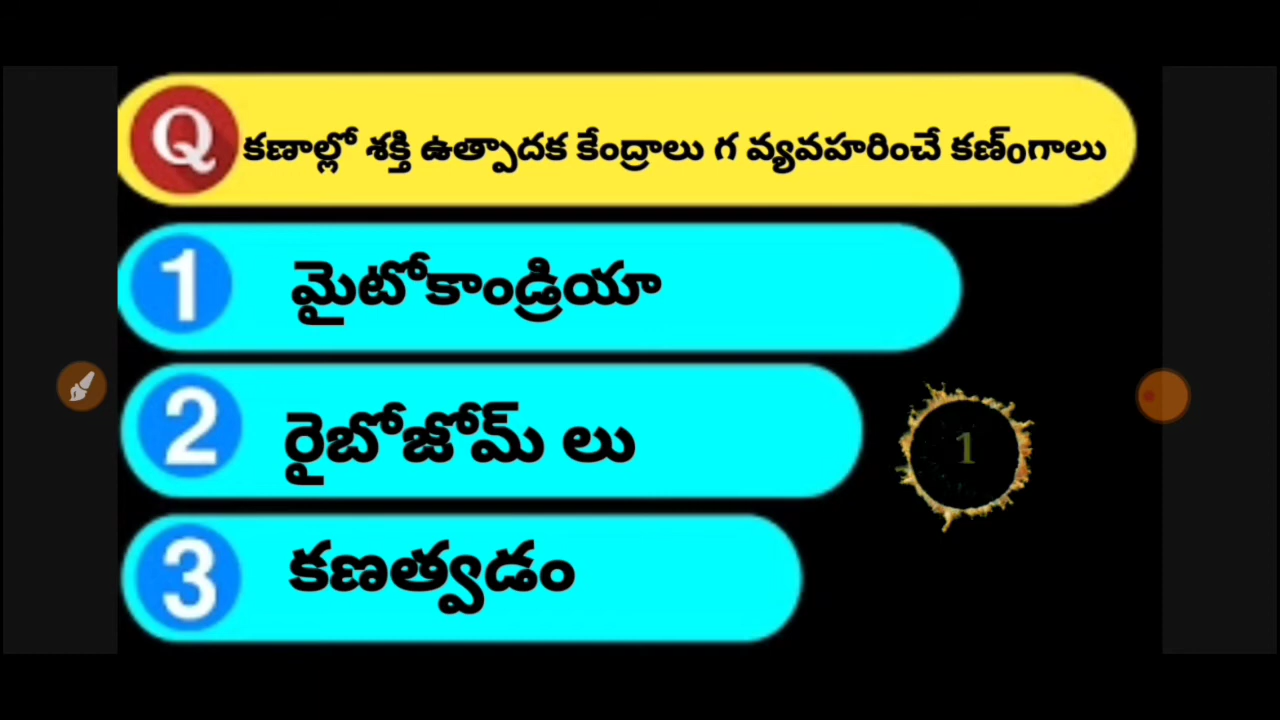 Q కణాల్లో శక్తి ఉత్పాదక కేంద్రాలు గ వ్యవహరించే కణ్ంగాలు
1 మైటోకాండ్రియా
2 రైబోజోమ్ లు
1
3 కణత్వడం